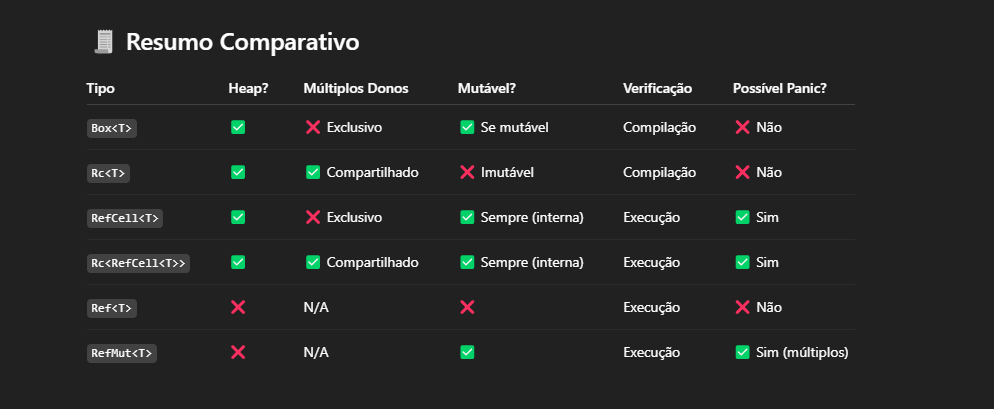 Resumo Comparativo
Tipo Heap? Múltiplos Donos Mutável? Verificação Possível Panic?
Box<T> ✅ ❌ Exclusivo ✅ Se mutável Compilação ❌ Não
Rc<T> ✅ ✅ Compartilhado ❌ Imutável Compilação ❌ Não
RefCell<T> ✅ ❌ Exclusivo ✅ Sempre (interna) Execução ✅ Sim
Rc<RefCell<T>> ✅ ✅ Compartilhado ✅ Sempre (interna) Execução ✅ Sim
Ref<T> ❌ N/A ❌ Execução ❌ Não
RefMut<T> ❌ N/A ✅ Execução ✅ Sim (múltiplos)